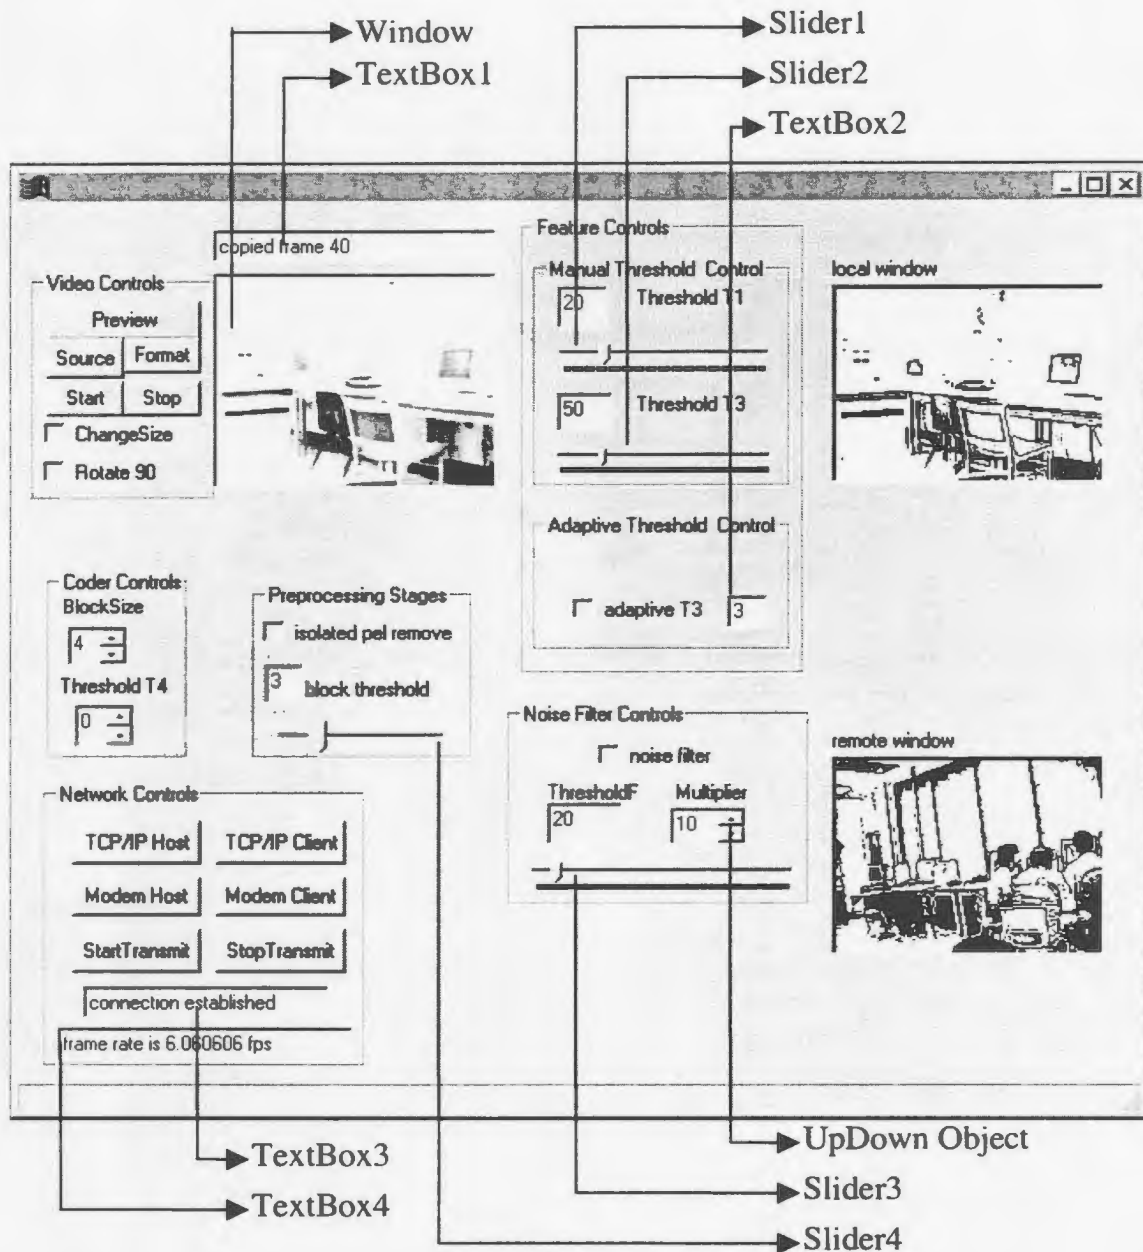 Window
TextBox1
Slider1
Slider2
TextBox2
copied frame 40
Video Controls
Preview
Source Format
Start Stop
ChangeSize
Rotate 90
Feature Controls
Manual Threshold Control
20 Threshold T1
50 Threshold T3
Adaptive Threshold Control
adaptive T3 3
local window
Coder Controls
BlockSize
4
Threshold T4
0
Preprocessing Stages
isolated pel remove
3 block threshold
Noise Filter Controls
noise filter
ThresholdF Multiplier
20 10
remote window
Network Controls
TCP/IP Host TCP/IP Client
Modem Host Modem Client
StartTransmit StopTransmit
connection established
frame rate is 6.060606 fps
TextBox3
TextBox4
UpDown Object
Slider3
Slider4